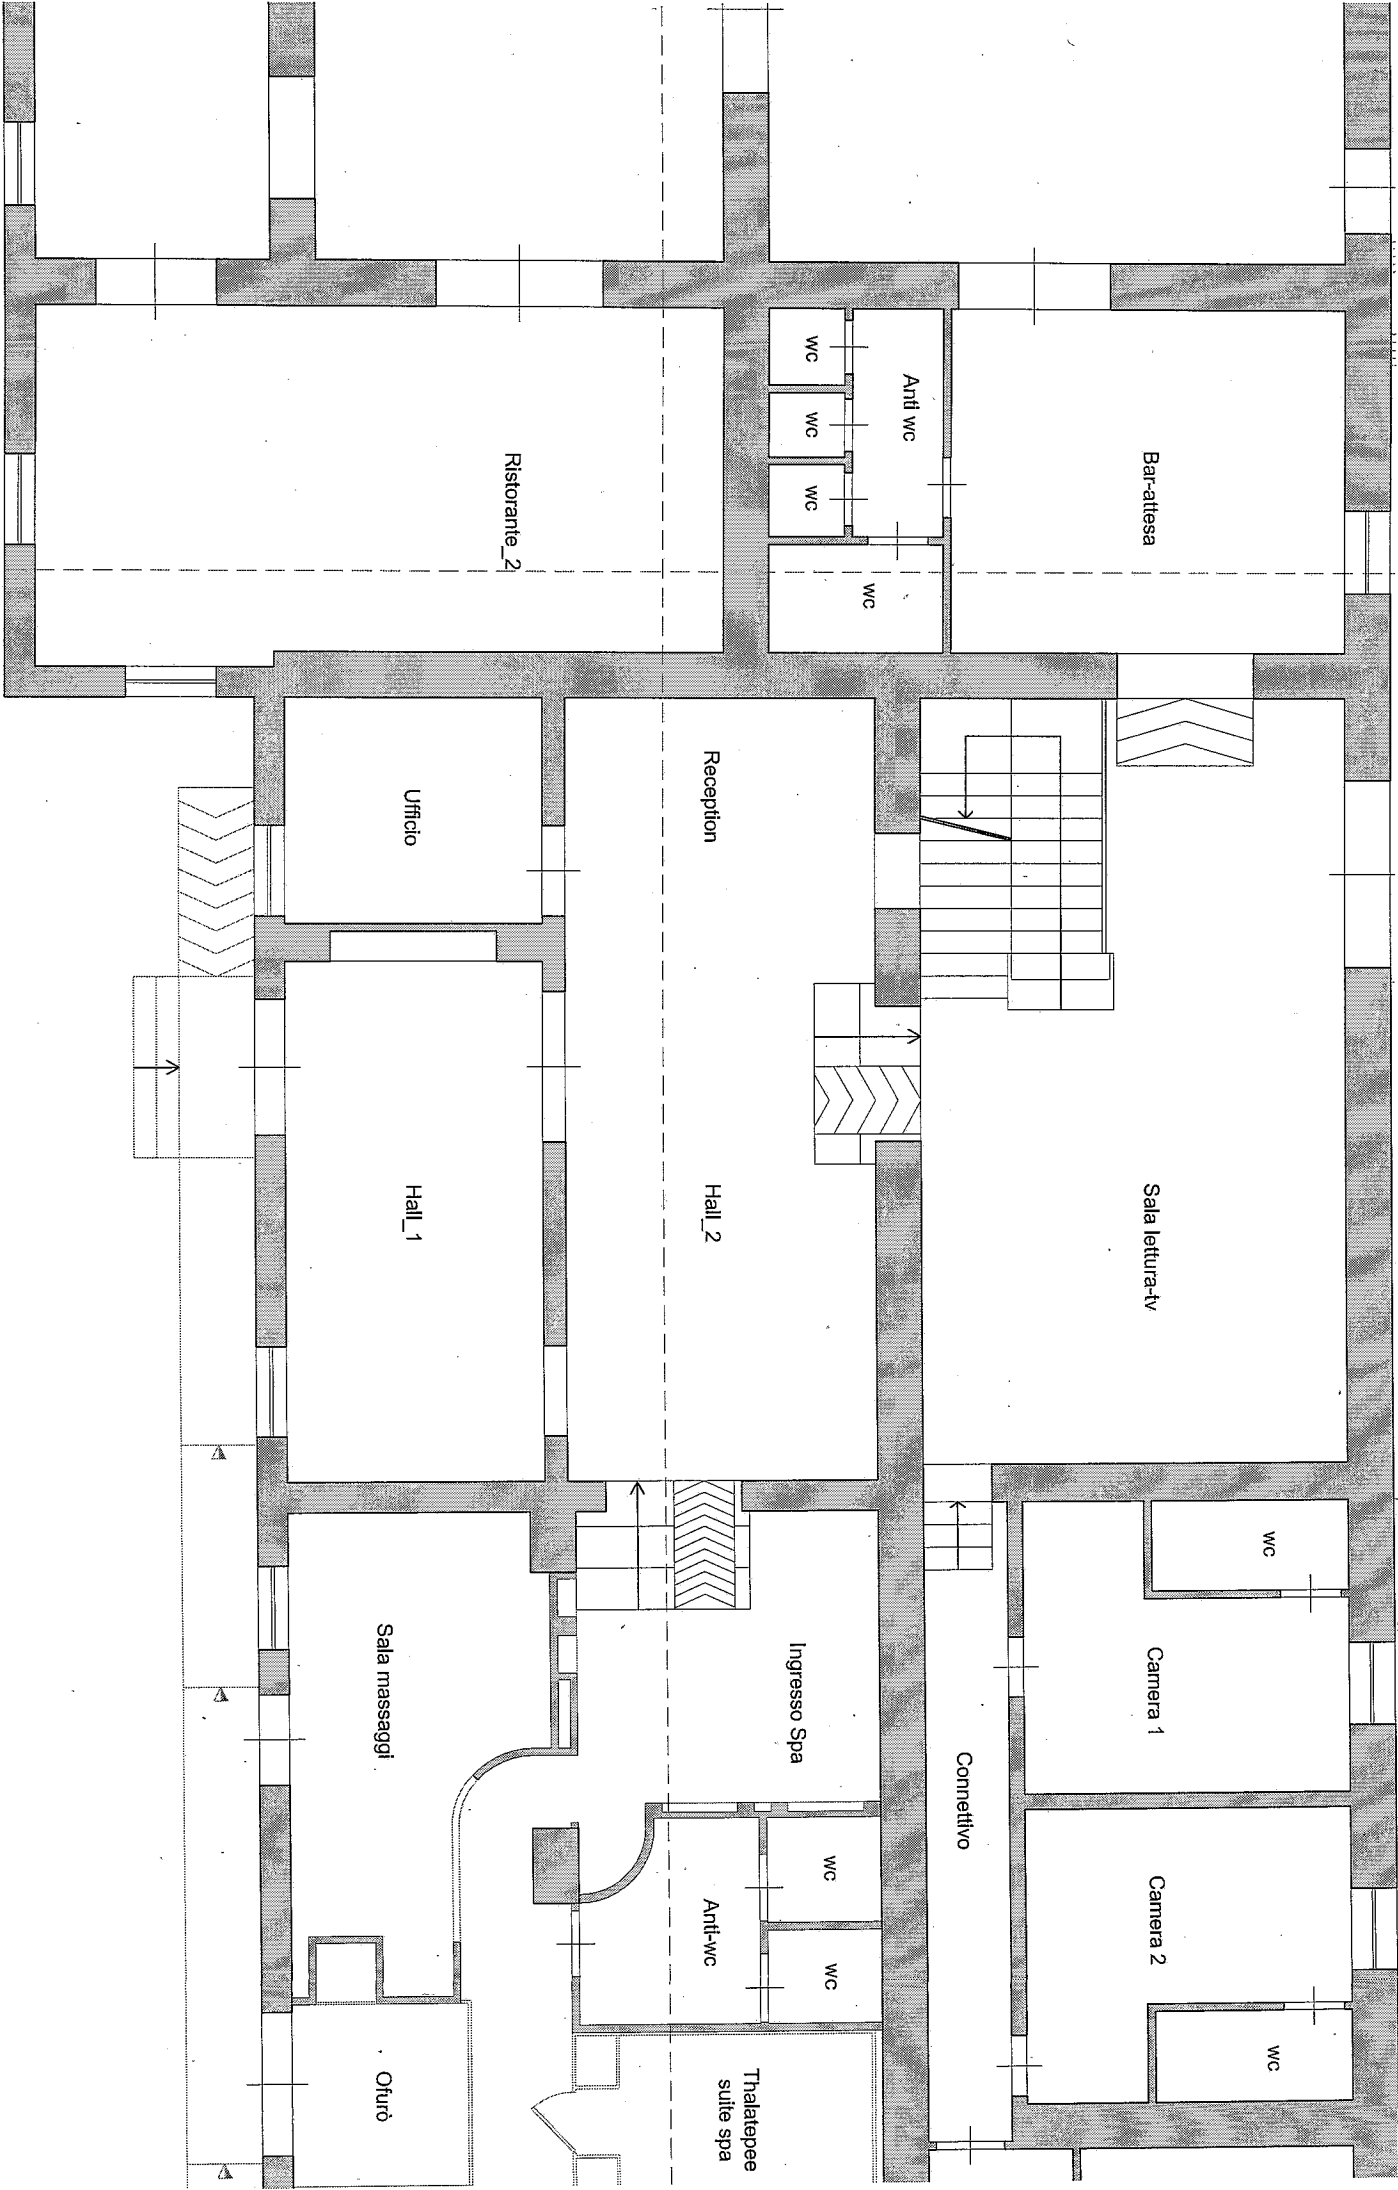 wc
Camera 2
wc
Camera 1
Connettivo
Sala lettura-tv
Bar-attesa
Anti wc
wc
wc
wc
wc
Thalatepee
suite spa
wc
wc
Anti-wc
Ingresso Spa
Hall_2
Reception
Ristorante_2
Ofurò
Sala massaggi
Hall_1
Ufficio